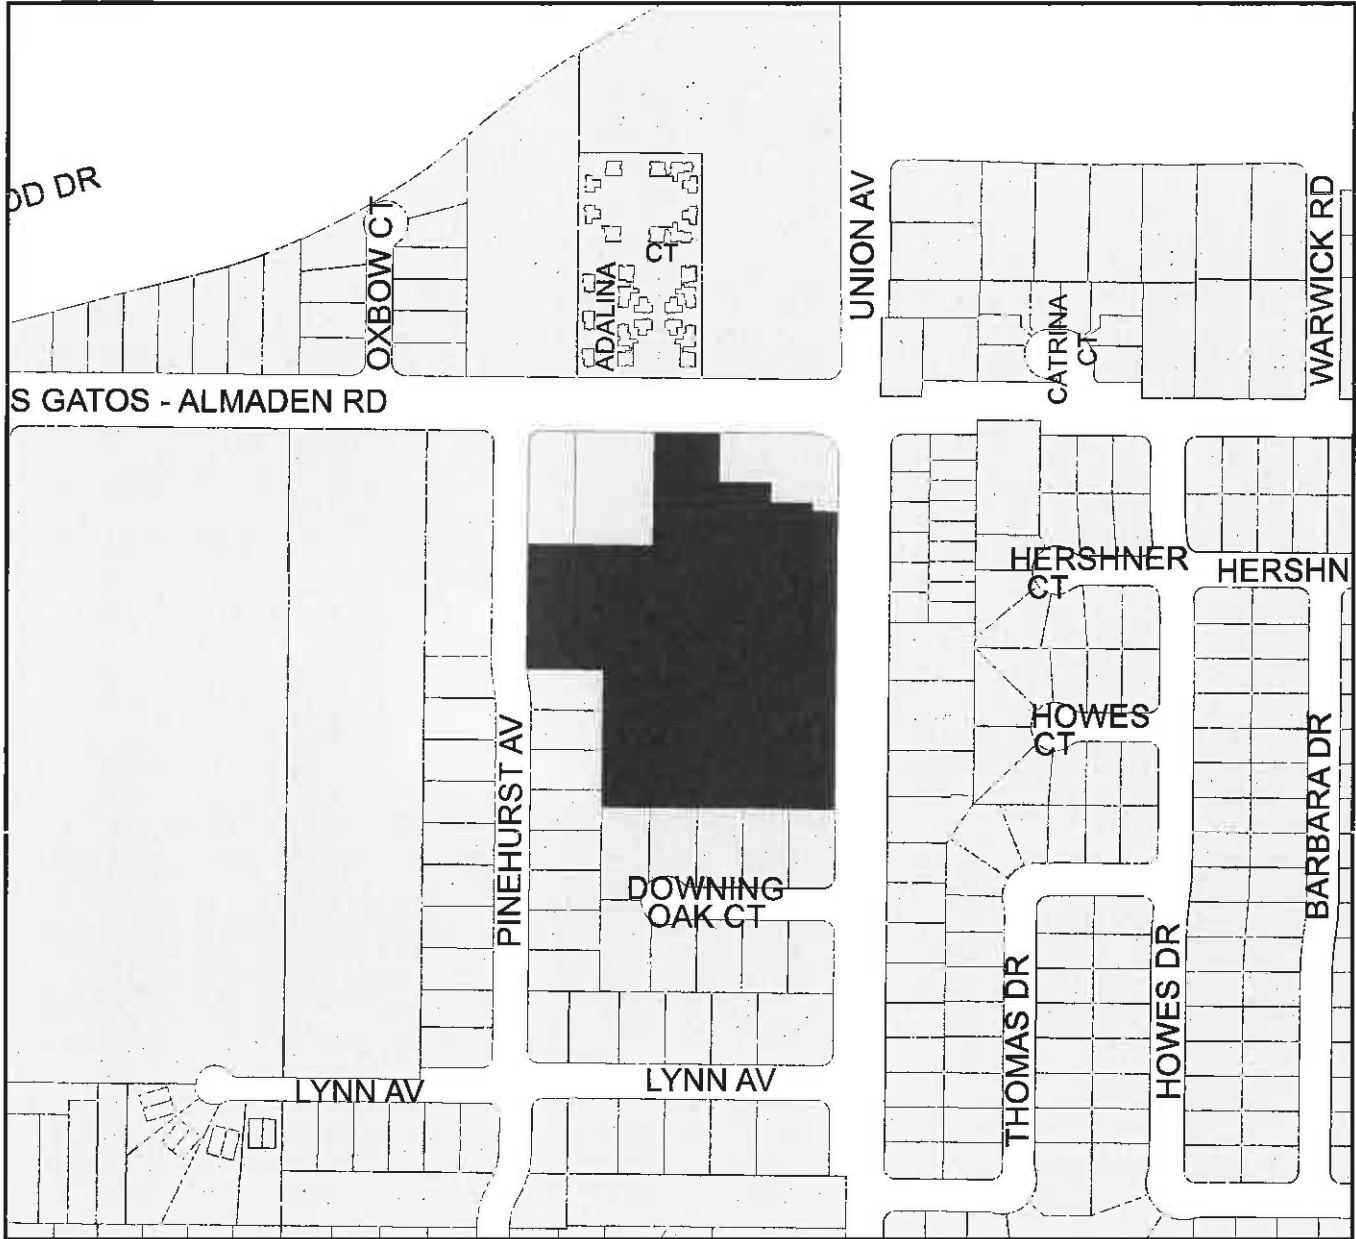 OD DR
OXBOW CT
ADALINA
CT
UNION AV
CATRINA
CT
WARWICK RD
S GATOS - ALMADEN RD
HERSHNER
CT
HERSHN
PINEHURST AV
HOWES
CT
BARBARA DR
DOWNING
OAK CT
THOMAS DR
HOWES DR
LYNN AV
LYNN AV